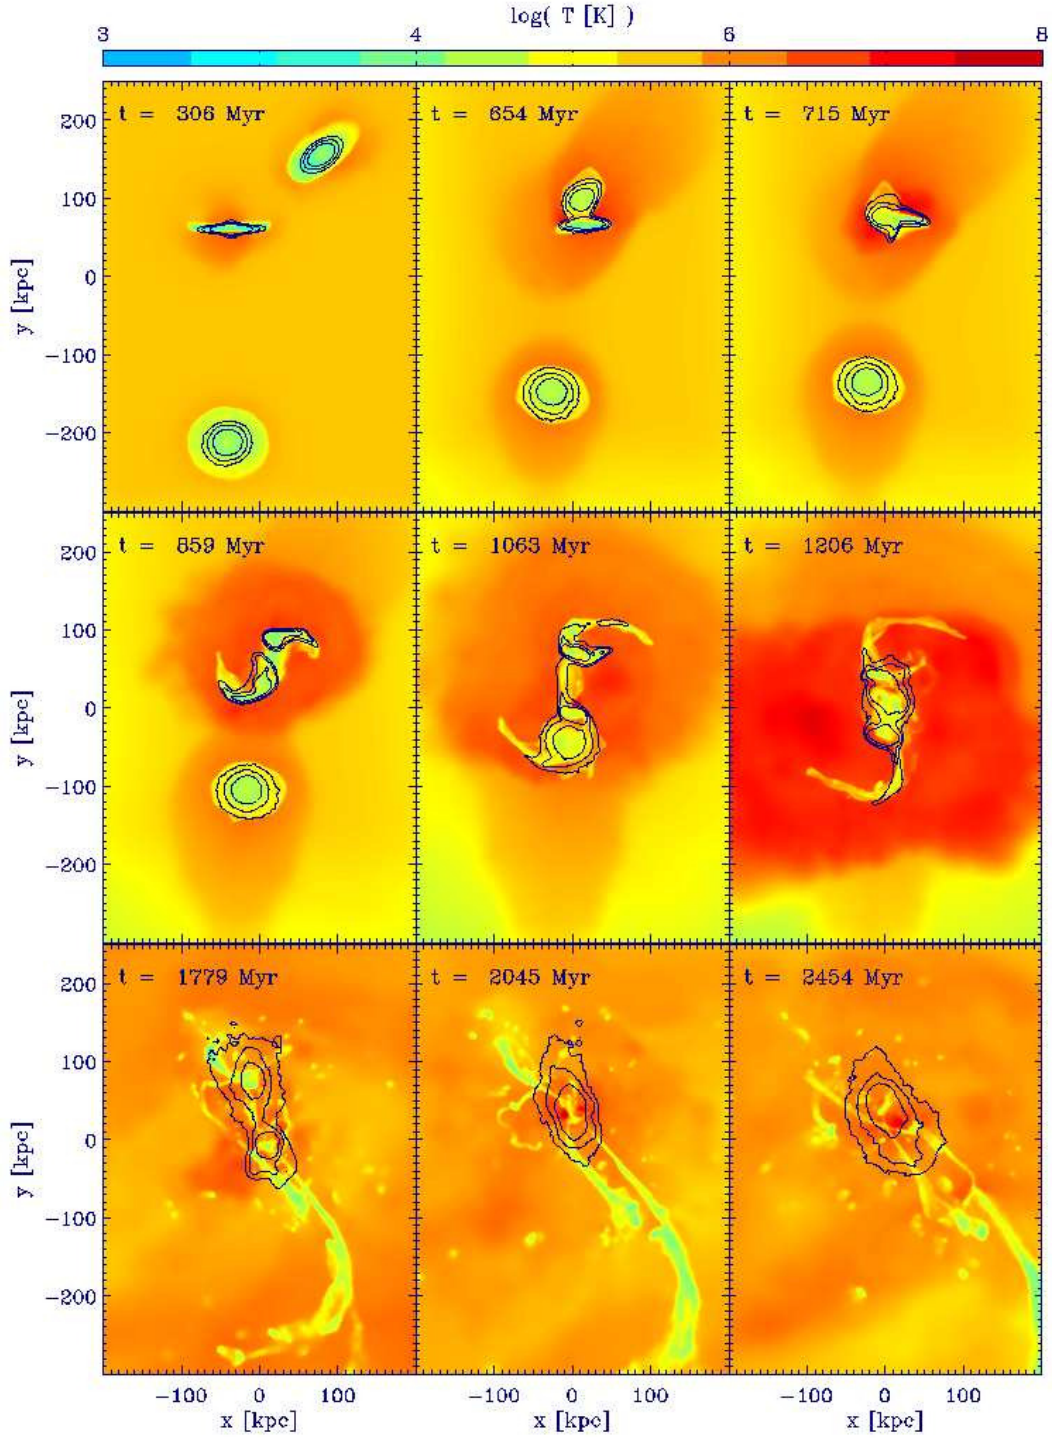 log( T [K] )
3 4 6 8
t = 306 Myr t = 654 Myr t = 715 Myr
200
100
0
-100
-200
y [kpc]
t = 859 Myr t = 1063 Myr t = 1206 Myr
200
100
0
-100
-200
y [kpc]
t = 1779 Myr t = 2045 Myr t = 2454 Myr
200
100
0
-100
-200
y [kpc]
-100 0 100 -100 0 100 -100 0 100
x [kpc] x [kpc] x [kpc]